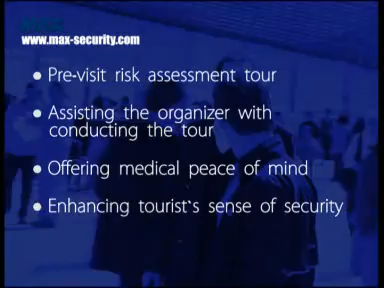 MAX
www.max-security.com
Pre-visit risk assessment tour
Assisting the organizer with
conducting the tour
Offering medical peace of mind
Enhancing tourist`s sense of security